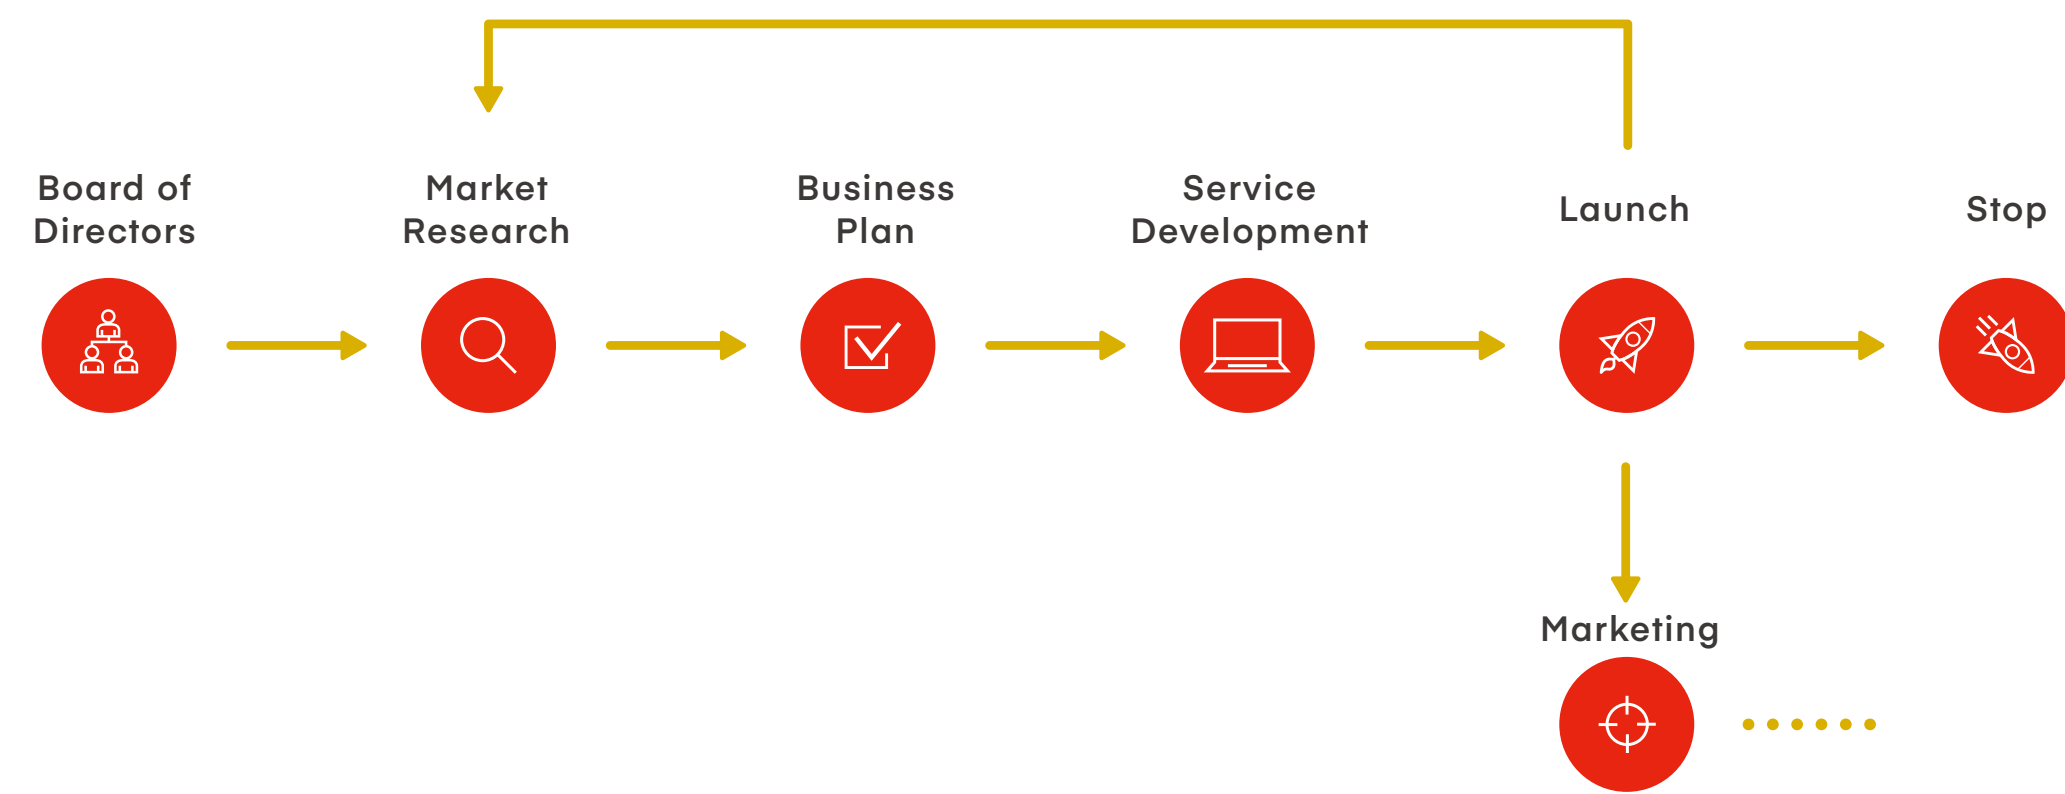 Board of
Directors
Market
Research
Business
Plan
Service
Development
Launch
Stop
Marketing